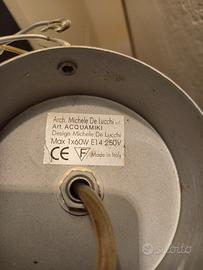 Arch. Michele De Lucchi s.r.l.
Art. ACQUAMIKI
Design Michele De Lucchi
Max 1x60W E14 250V
CE F Made in Italy
subito